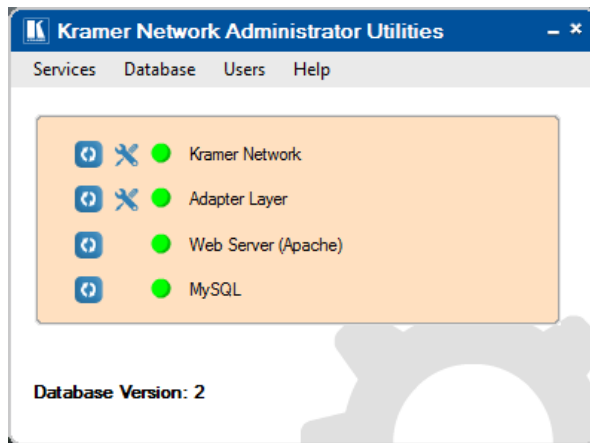 Kramer Network Administrator Utilities
Services Database Users Help
Kramer Network
Adapter Layer
Web Server (Apache)
MySQL
Database Version: 2